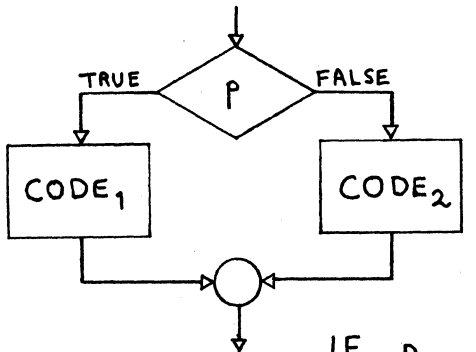 TRUE
FALSE
P
CODE1
CODE2
IF P